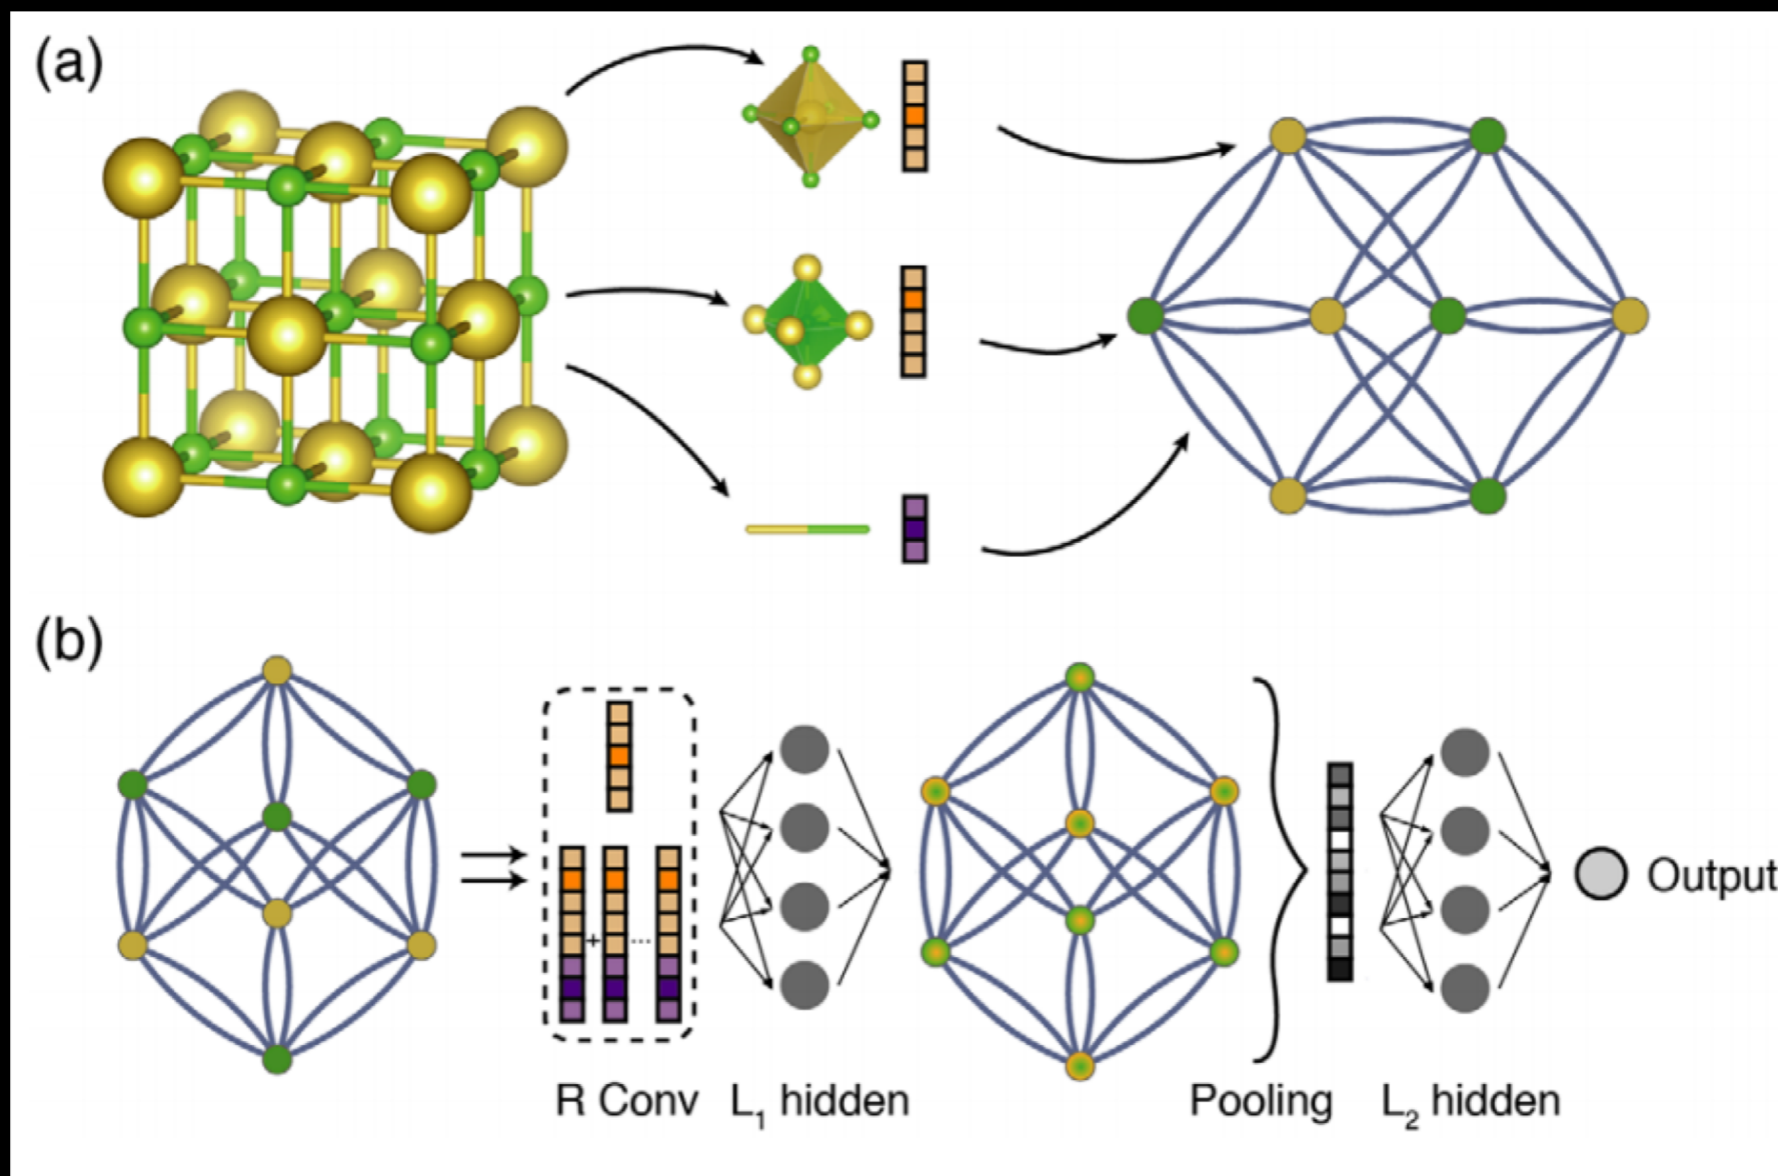 (a)
(b)
+ ...
Output
R Conv L₁ hidden Pooling L₂ hidden